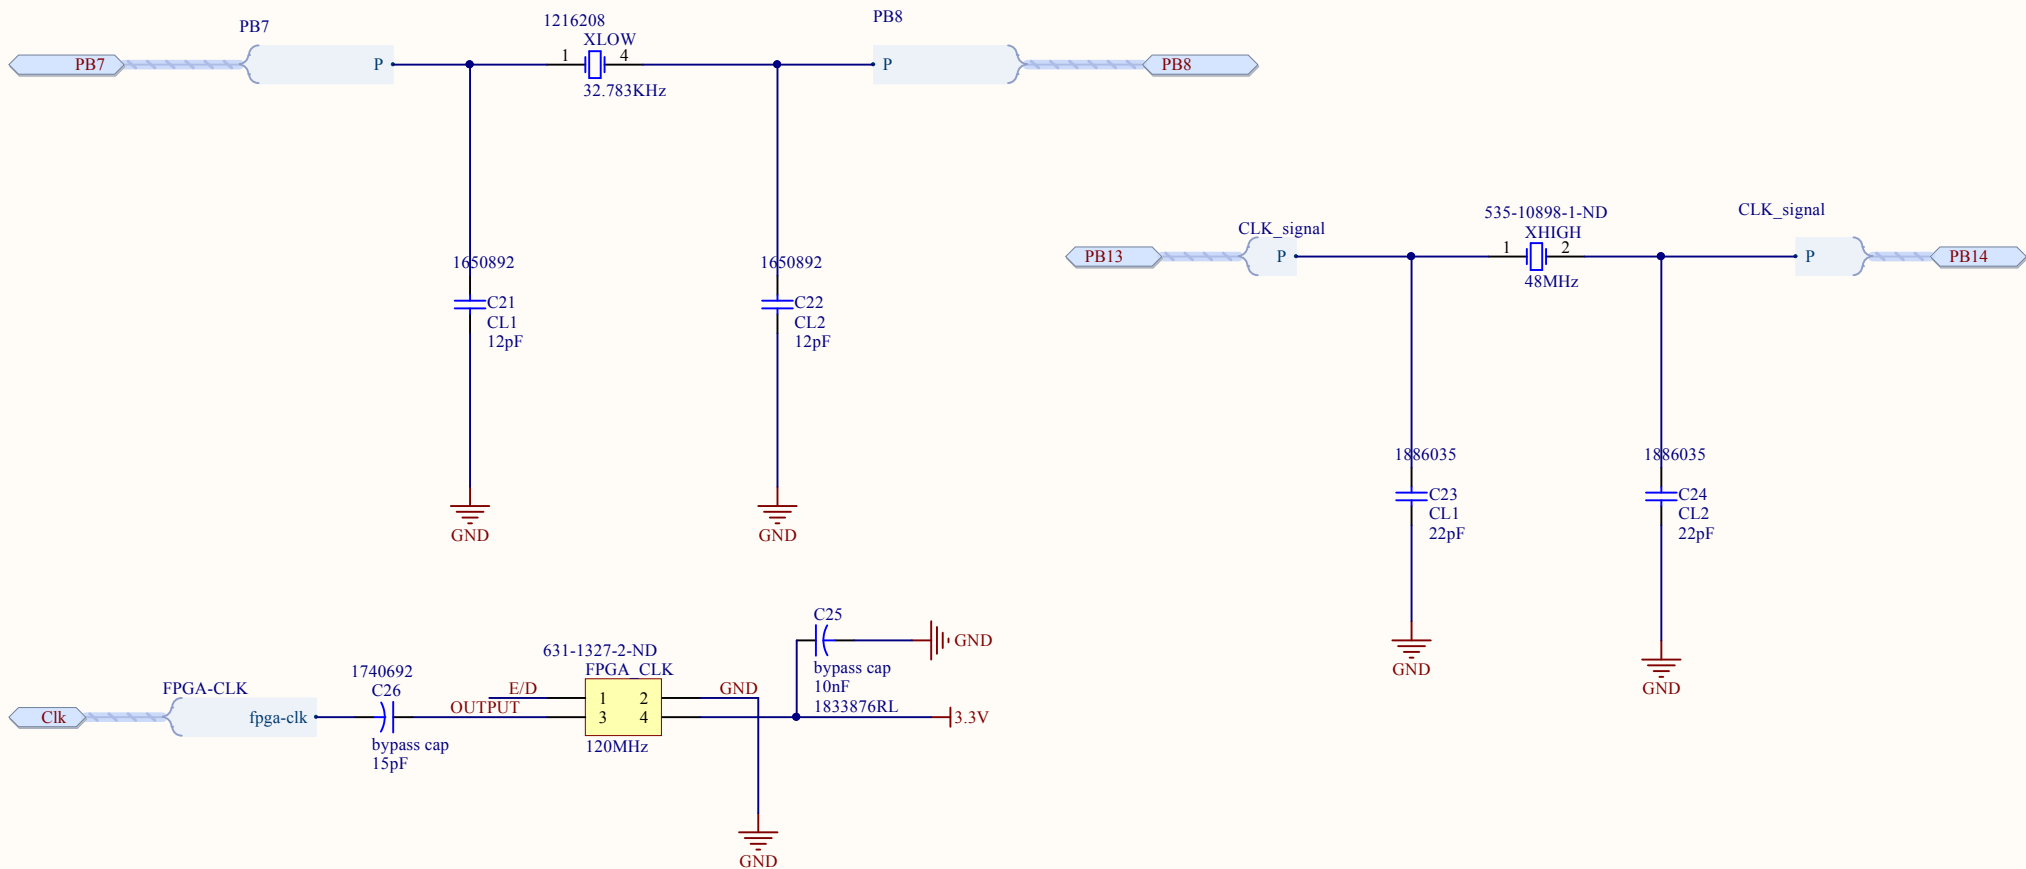 PB7
1216208
XLOW
PB8
PB7
P
1
4
P
PB8
32.783KHz
1650892
C21
CL1
12pF
1650892
C22
CL2
12pF
GND
GND
CLK_signal
535-10898-1-ND
XHIGH
CLK_signal
PB13
P
1
2
P
PB14
48MHz
1886035
C23
CL1
22pF
1886035
C24
CL2
22pF
GND
GND
C25
GND
bypass cap
10nF
1833876RL
631-1327-2-ND
FPGA_CLK
1740692
C26
FPGA-CLK
E/D
1
2
GND
Clk
fpga-clk
OUTPUT
3
4
3.3V
bypass cap
15pF
120MHz
GND